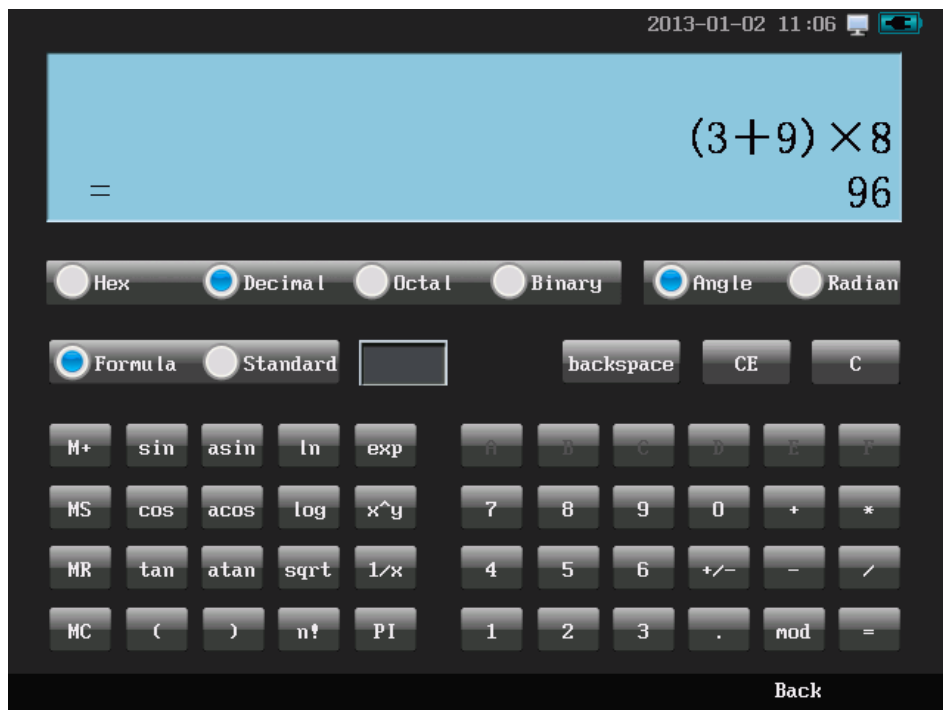 2013-01-02 11:06
(3+9)×8
= 96
Hex Decimal Octal Binary Angle Radian
Formula Standard backspace CE C
M+ sin asin ln exp A B C D E F
MS cos acos log x^y 7 8 9 0 + *
MR tan atan sqrt 1/x 4 5 6 +/- - /
MC ( ) n! PI 1 2 3 . mod =
Back